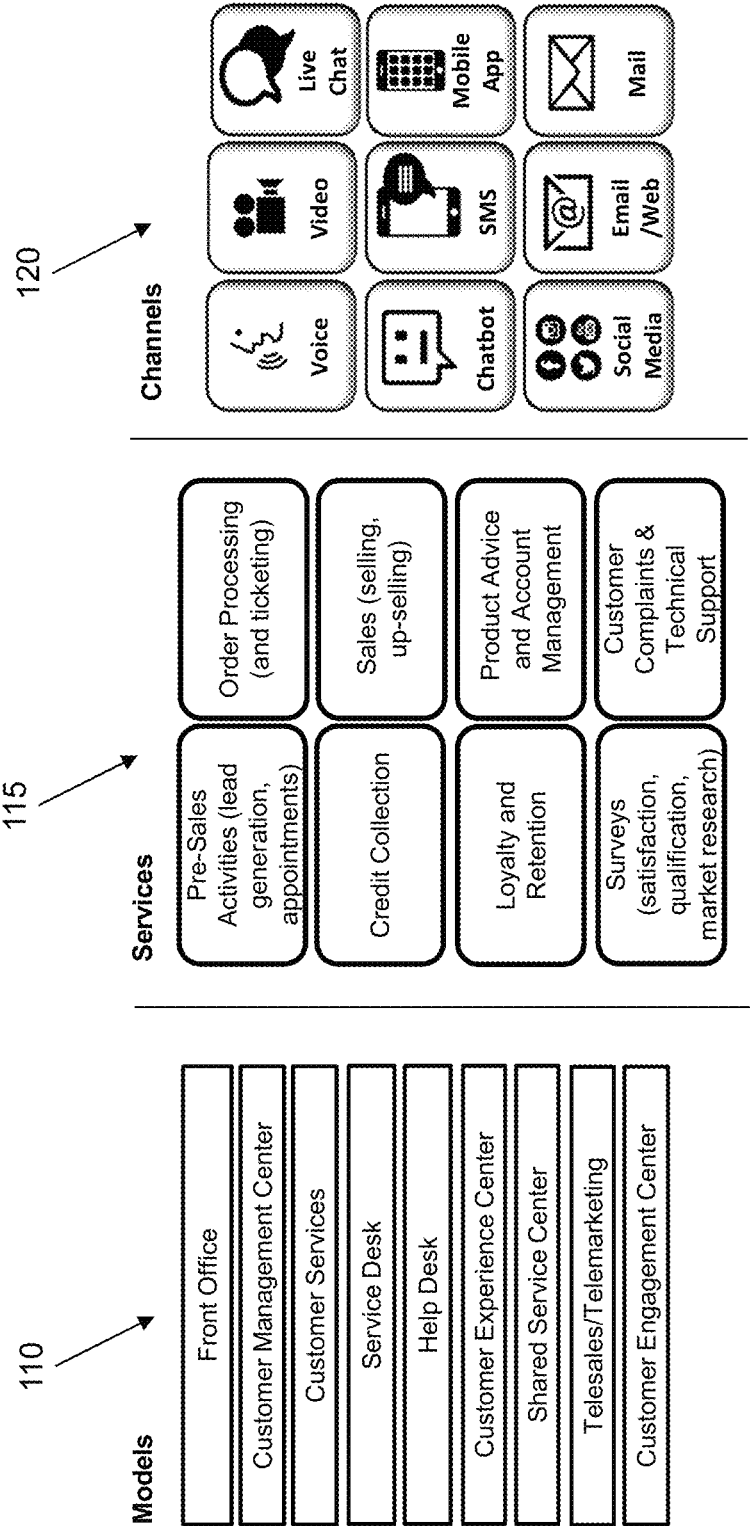 110
Models
Front Office
Customer Management Center
Customer Services
Service Desk
Help Desk
Customer Experience Center
Shared Service Center
Telesales/Telemarketing
Customer Engagement Center
115
Services
Pre-Sales
Activities (lead
generation,
appointments)
Order Processing
(and ticketing)
Credit Collection
Sales (selling,
up-selling)
Loyalty and
Retention
Product Advice
and Account
Management
Surveys
(satisfaction,
qualification,
market research)
Customer
Complaints &
Technical
Support
120
Channels
Voice
Video
Live
Chat
Chatbot
SMS
Mobile
App
Social
Media
@
Email
/Web
Mail